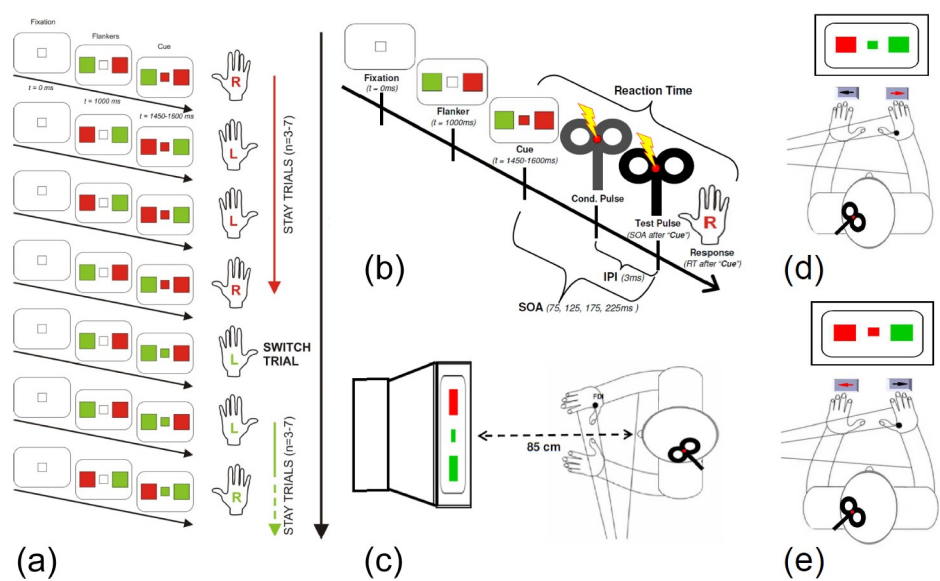 Fixation
Flankers
Cue
t = 0 ms
t = 1000 ms
t = 1450-1600 ms
R
L
L
R
L
L
R
STAY TRIALS (n=3-7)
SWITCH
TRIAL
STAY TRIALS (n=3-7)
(a)
Fixation
(t = 0ms)
Flanker
(t = 1000ms)
Cue
(t = 1450-1600ms)
Reaction Time
Cond. Pulse
Test Pulse
(SOA after "Cue")
R
Response
(RT after "Cue")
IPI (3ms)
SOA (75, 125, 175, 225ms )
(b)
85 cm
FDI
(c)
(d)
(e)